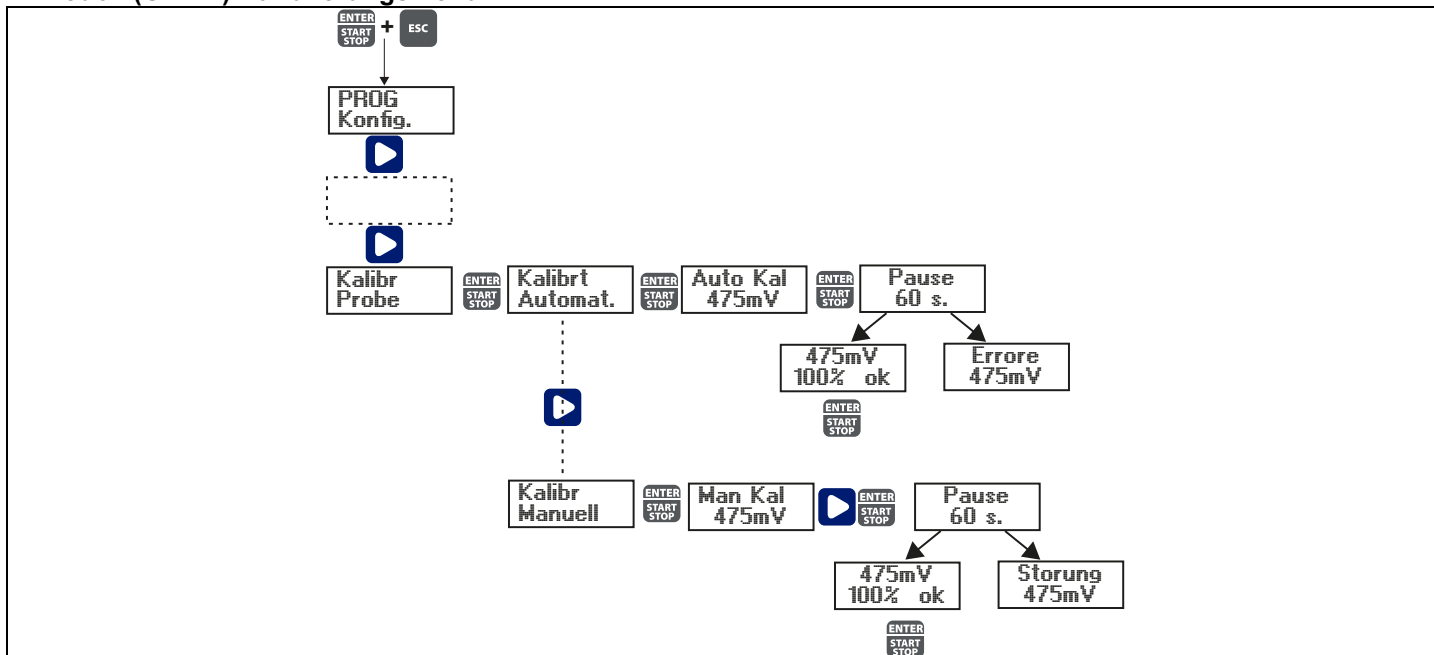 ENTER
START
STOP
+
ESC
PROG
Konfig.
Kalibr
Probe
ENTER
START
STOP
Kalibrt
Automat.
ENTER
START
STOP
Auto Kal
475mV
ENTER
START
STOP
Pause
60 s.
475mV
100% ok
Errore
475mV
ENTER
START
STOP
Kalibr
Manuell
ENTER
START
STOP
Man Kal
475mV
ENTER
START
STOP
Pause
60 s.
475mV
100% ok
Storung
475mV
ENTER
START
STOP